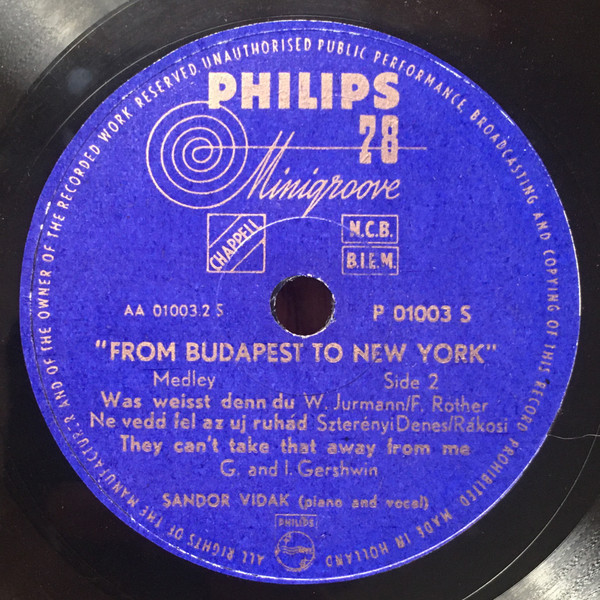 ALL RIGHTS OF THE MANUFACTURER AND OF THE OWNER OF THE RECORDED WORK RESERVED. UNAUTHORISED PUBLIC PERFORMANCE, BROADCASTING AND COPYING OF THIS RECORD PROHIBITED. MADE IN HOLLAND
PHILIPS
28
Minigroove
CHAPPELL
N.C.B.
B.I.E.M.
AA 01003.2 S
P 01003 S
"FROM BUDAPEST TO NEW YORK"
Medley Side 2
Was weisst denn du W. Jurmann/F. Rother
Ne vedd fel az uj ruhád Szterényi Denes/Rákosi
They can't take that away from me
G. and I. Gershwin
SANDOR VIDAK (piano and vocal)
PHILIPS